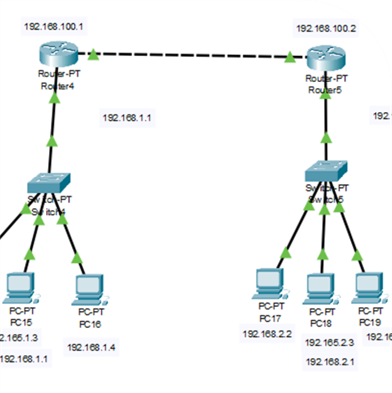 192.168.100.1
192.168.100.2
Router-PT
Router4
Router-PT
Router5
192.168.1.1
192.
Switch-PT
Switch4
Switch-PT
Switch5
PC-PT
PC15
PC-PT
PC16
PC-PT
PC17
PC-PT
PC18
PC-PT
PC19
2.165.1.3
192.168.1.1
192.168.1.4
192.168.2.2
192.165.2.3
192.168.2.1
192.16